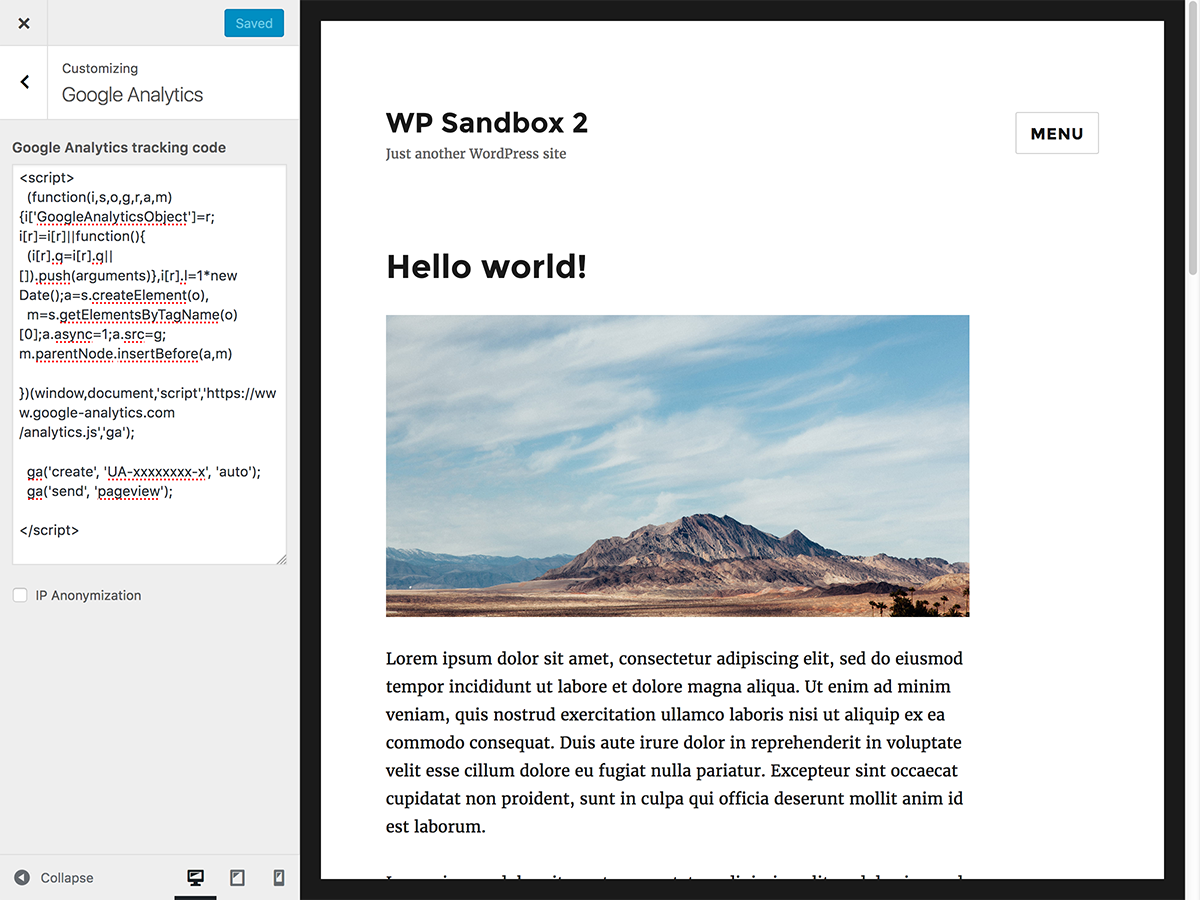 Saved
Customizing
Google Analytics
Google Analytics tracking code
<script>
(function(i,s,o,g,r,a,m)
{i['GoogleAnalyticsObject']=r;
i[r]=i[r]||function(){
(i[r].q=i[r].q||
[]).push(arguments)},i[r].l=1*new
Date();a=s.createElement(o),
m=s.getElementsByTagName(o)
[0];a.async=1;a.src=g;
m.parentNode.insertBefore(a,m)
})(window,document,'script','https://ww
w.google-analytics.com
/analytics.js','ga');
ga('create', 'UA-xxxxxxxx-x', 'auto');
ga('send', 'pageview');
</script>
IP Anonymization
Collapse
WP Sandbox 2
Just another WordPress site
MENU
Hello world!
Lorem ipsum dolor sit amet, consectetur adipiscing elit, sed do eiusmod
tempor incididunt ut labore et dolore magna aliqua. Ut enim ad minim
veniam, quis nostrud exercitation ullamco laboris nisi ut aliquip ex ea
commodo consequat. Duis aute irure dolor in reprehenderit in voluptate
velit esse cillum dolore eu fugiat nulla pariatur. Excepteur sint occaecat
cupidatat non proident, sunt in culpa qui officia deserunt mollit anim id
est laborum.